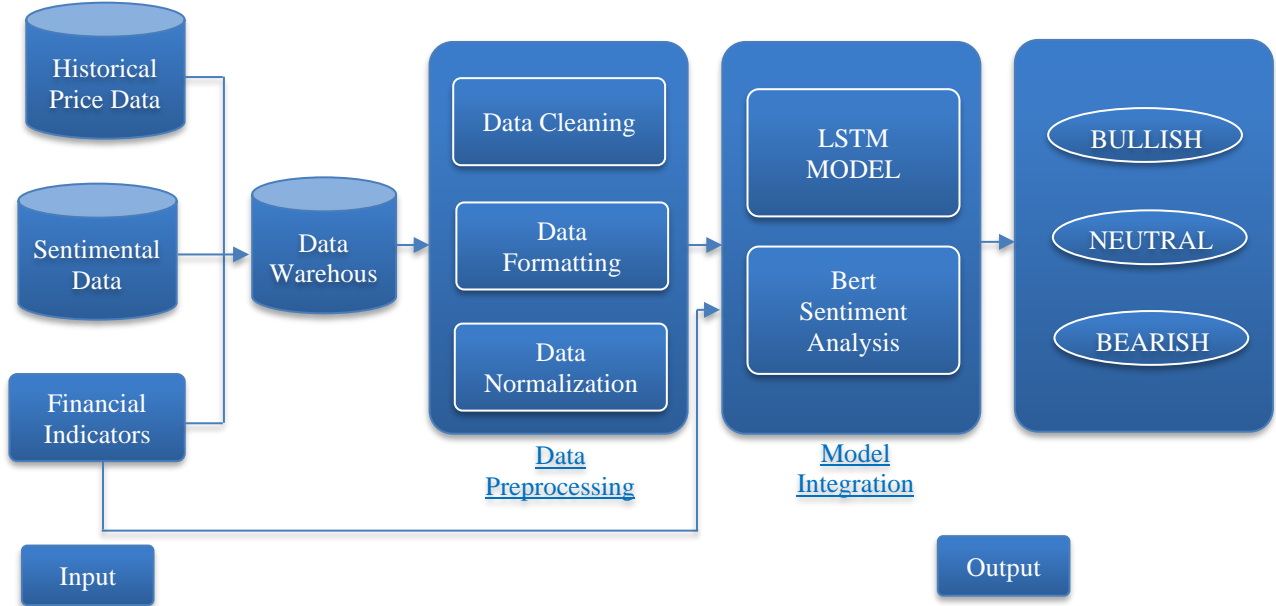 Historical
Price Data
Sentimental
Data
Financial
Indicators
Input
Data
Warehous
Data Cleaning
Data
Formatting
Data
Normalization
Data
Preprocessing
LSTM
MODEL
Bert
Sentiment
Analysis
Model
Integration
BULLISH
NEUTRAL
BEARISH
Output